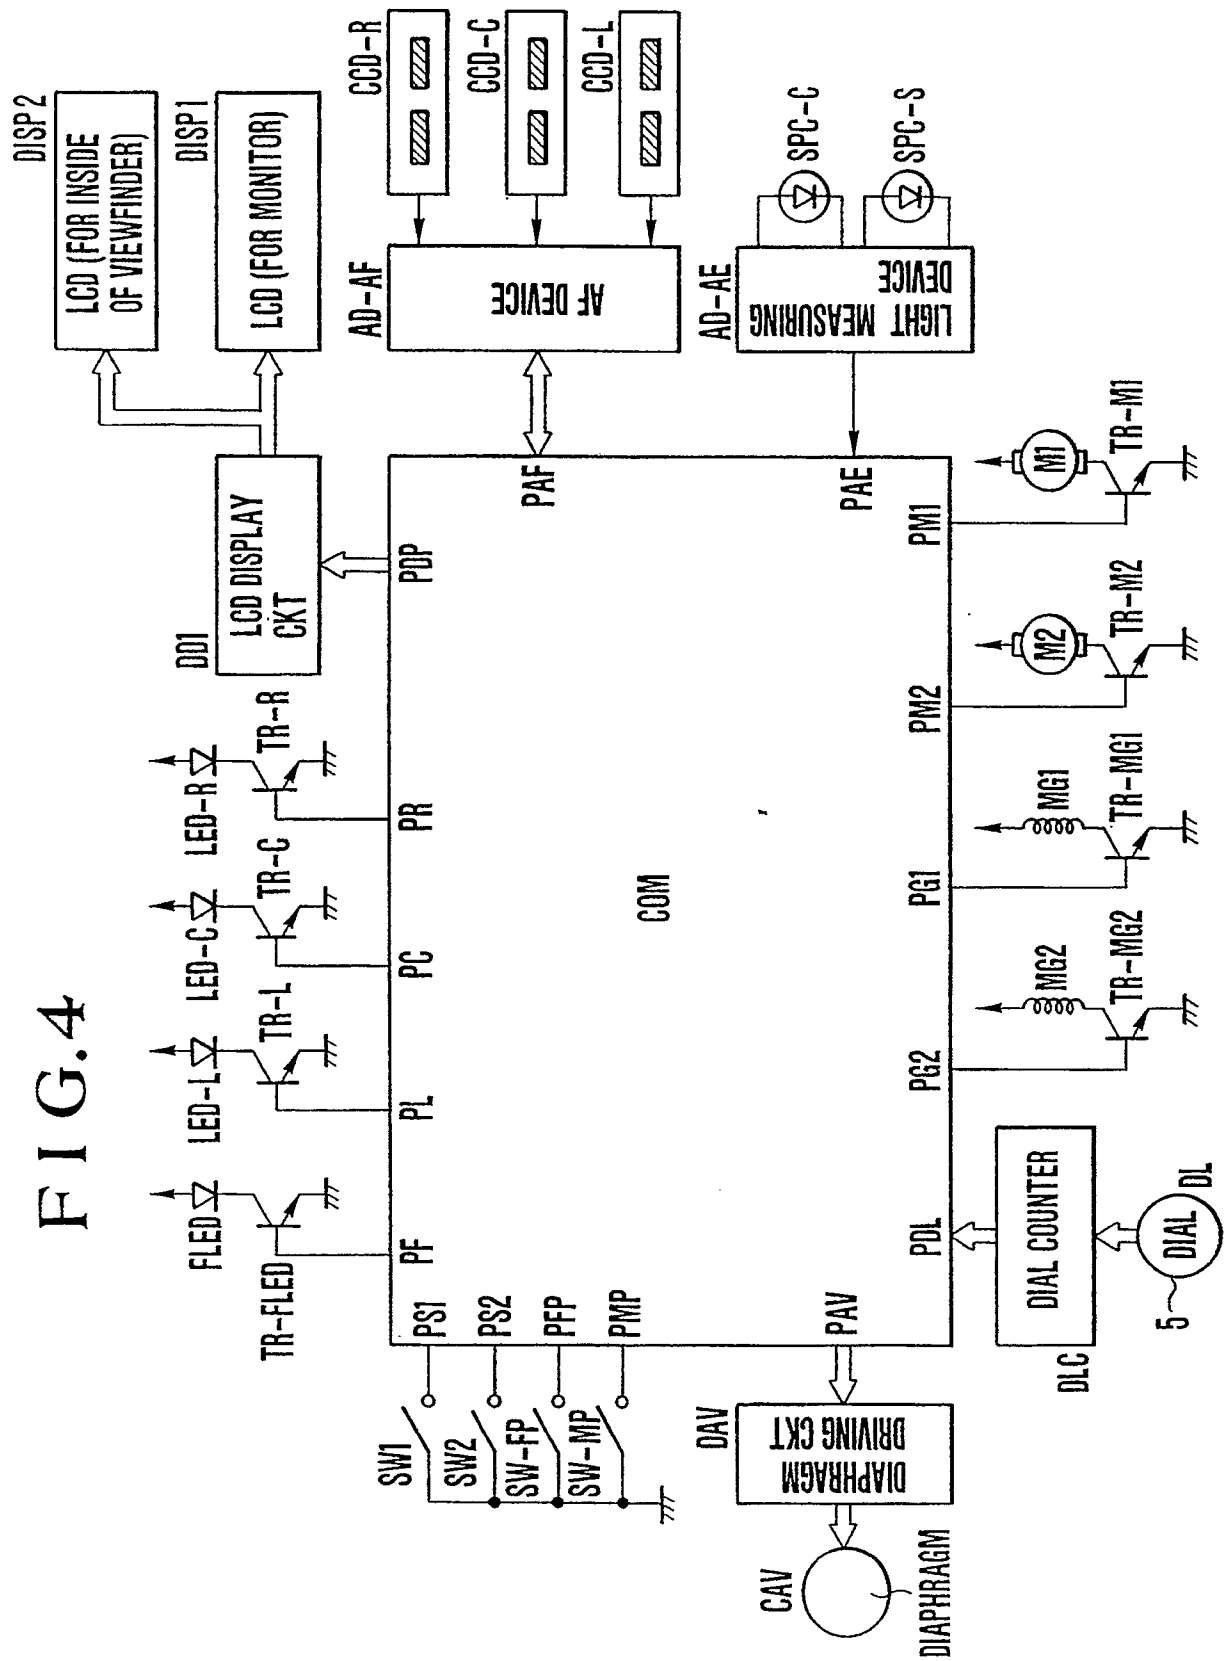 FIG.4
DISP2
LCD (FOR INSIDE
OF VIEWFINDER)
DISP1
LCD (FOR MONITOR)
DD1
LCD DISPLAY
CKT
FLED
TR-FLED
LED-L
TR-L
LED-C
TR-C
LED-R
TR-R
CCD-R
CCD-C
CCD-L
AD-AF
AF DEVICE
AD-AE
LIGHT MEASURING
DEVICE
SPC-C
SPC-S
PF
PL
PC
PR
PDP
PAF
PAE
PS1
PS2
PFP
PMP
PAV
PDL
PG2
PG1
PM2
PM1
COM
SW1
SW2
SW-FP
SW-MP
DAV
DIAPHRAGM
DRIVING CKT
CAV
DIAPHRAGM
DLC
DIAL COUNTER
5
DIAL
DL
MG2
TR-MG2
MG1
TR-MG1
M2
TR-M2
M1
TR-M1